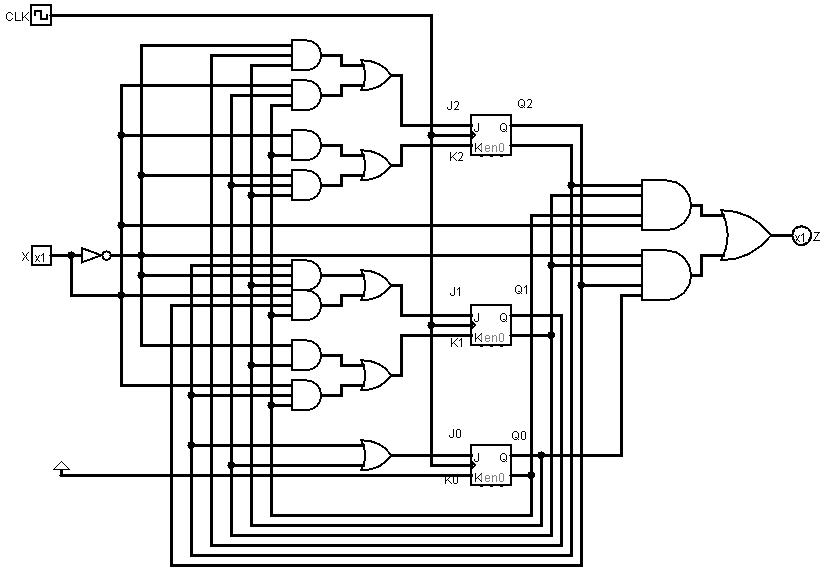 CLK
J2
Q2
J Q
K en0
K2
X x1
x1 Z
J1
Q1
J Q
K en0
K1
J0
Q0
J Q
K en0
K0